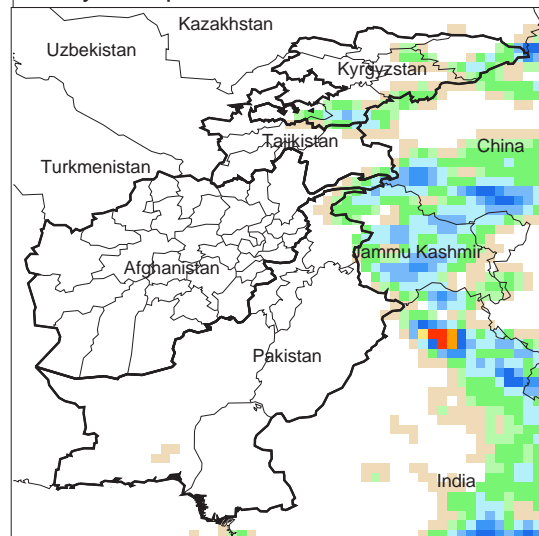 Kazakhstan
Uzbekistan
Kyrgyzstan
Tajikistan
China
Turkmenistan
Jammu Kashmir
Afghanistan
Pakistan
India